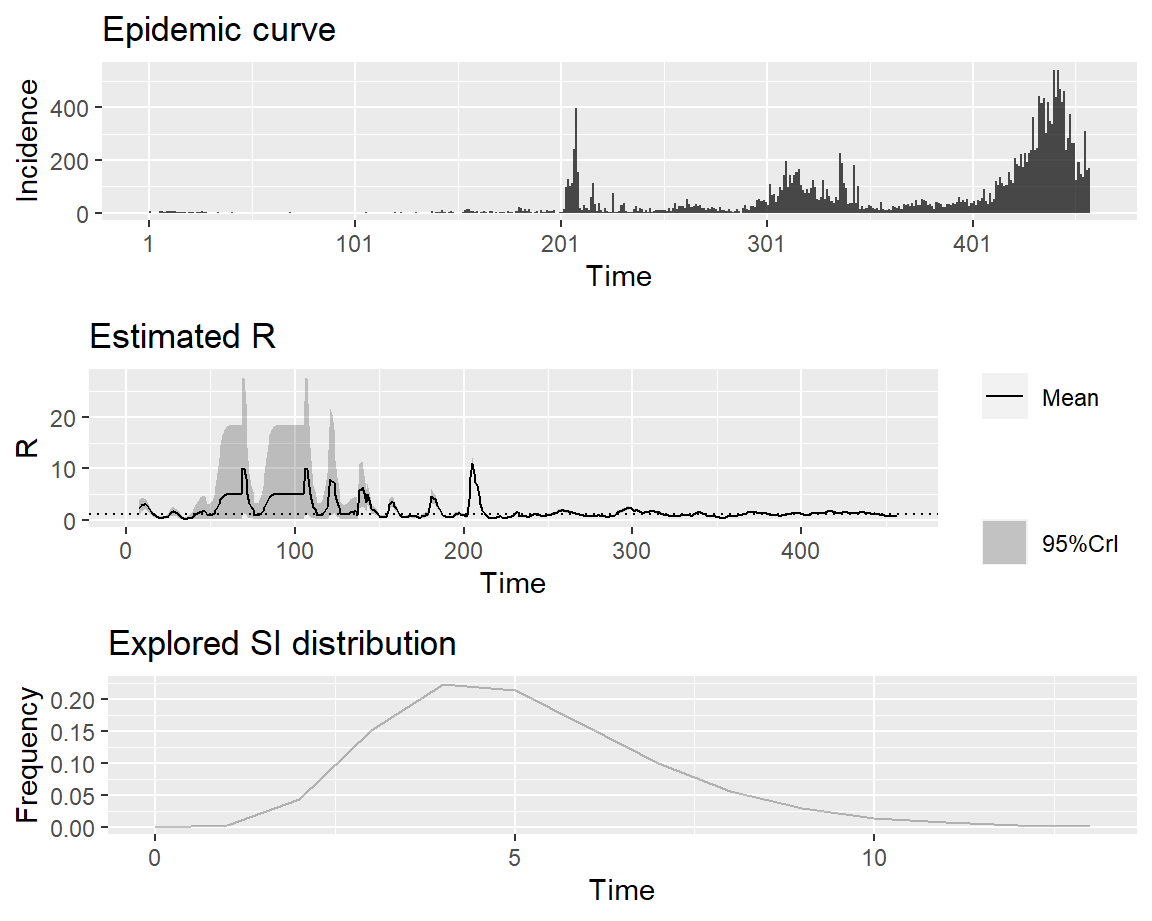 Epidemic curve
Incidence
400
200
0
1 101 201 301 401
Time
Estimated R
R
20
10
0
0 100 200 300 400
Time
Mean
95%CrI
Explored SI distribution
Frequency
0.20
0.15
0.10
0.05
0.00
0 5 10
Time